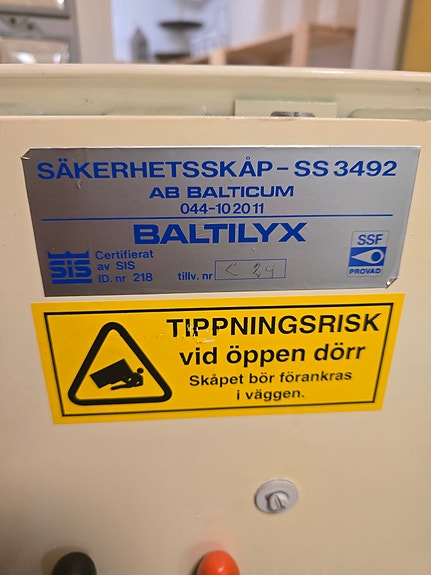 SÄKERHETSSKÅP - SS 3492
AB BALTICUM
044-10 20 11
BALTILYX
SIS
Certifierat
av SIS
ID. nr 218
tillv. nr C 24
SSF
PROVAD
TIPPNINGSRISK
vid öppen dörr
Skåpet bör förankras
i väggen.